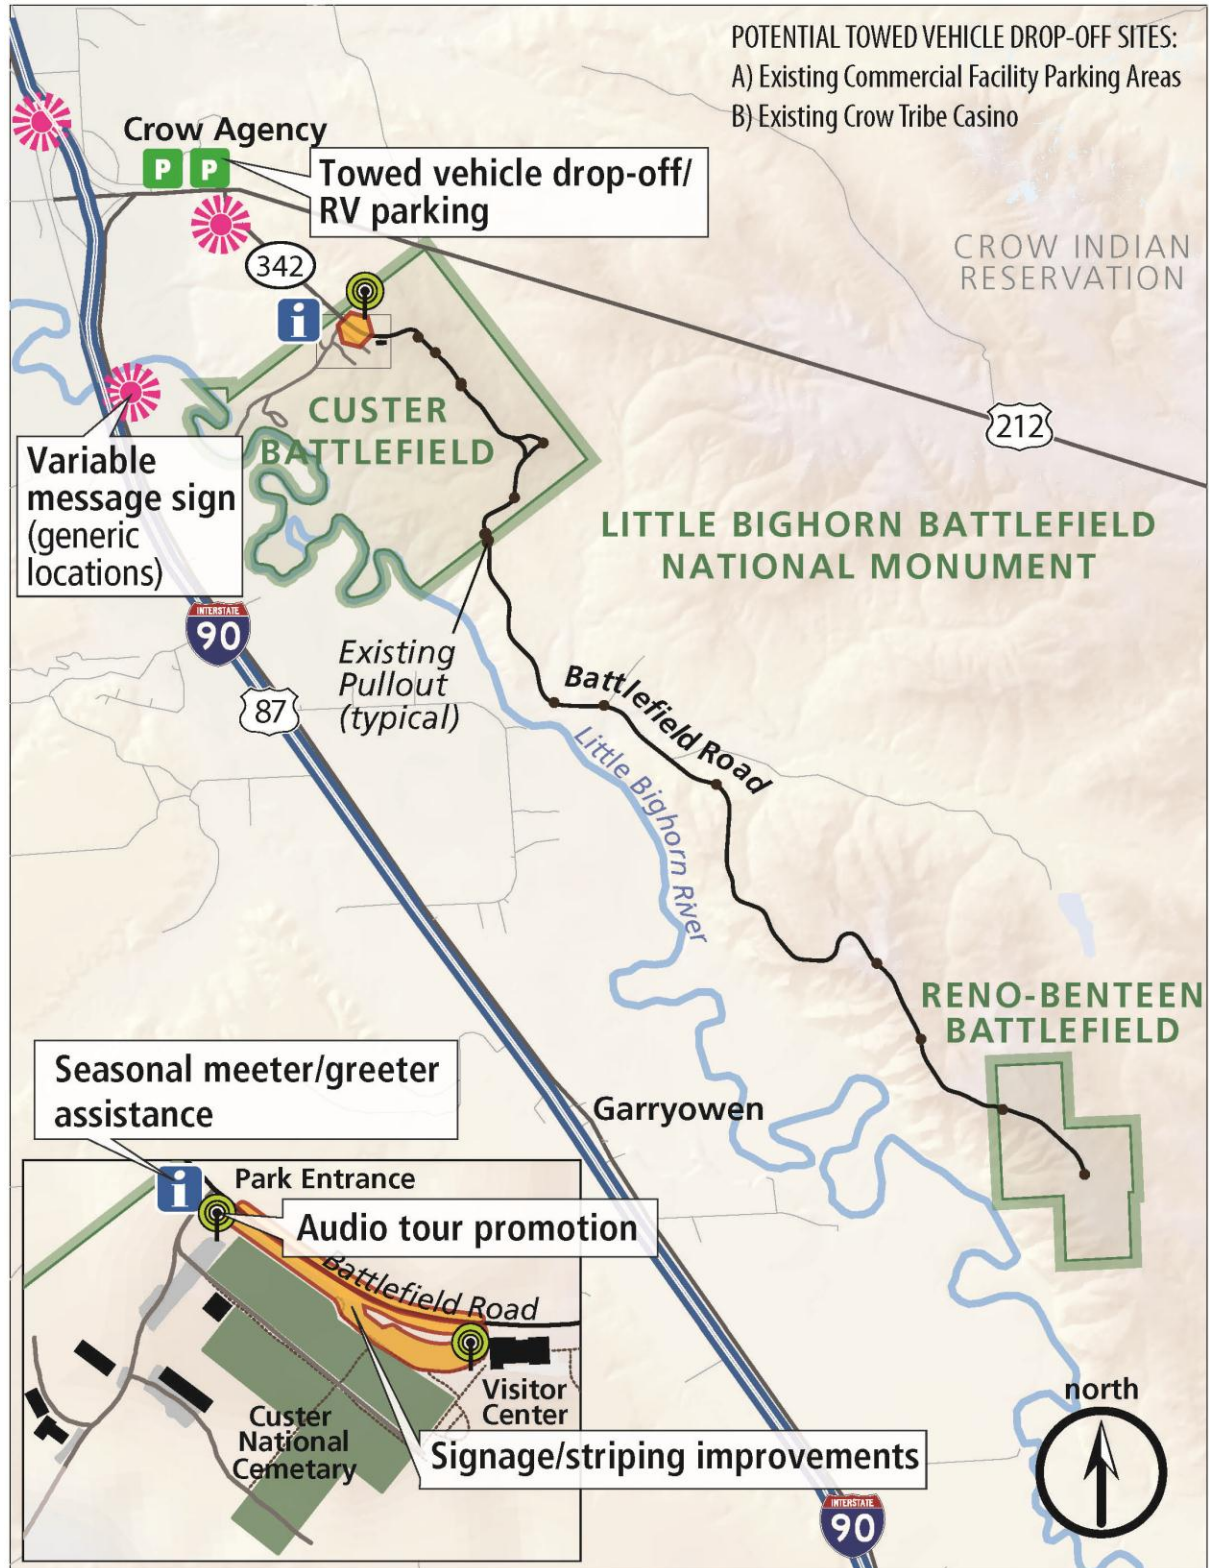 POTENTIAL TOWED VEHICLE DROP-OFF SITES:
A) Existing Commercial Facility Parking Areas
B) Existing Crow Tribe Casino
Crow Agency
P P
Towed vehicle drop-off/
RV parking
342
i
CROW INDIAN
RESERVATION
CUSTER
BATTLEFIELD
212
Variable
message sign
(generic
locations)
LITTLE BIGHORN BATTLEFIELD
NATIONAL MONUMENT
INTERSTATE
90
87
Existing
Pullout
(typical)
Battlefield Road
Little Bighorn River
RENO-BENTEEN
BATTLEFIELD
Garryowen
Seasonal meeter/greeter
assistance
i
Park Entrance
Audio tour promotion
Battlefield Road
Visitor
Center
Custer
National
Cemetary
Signage/striping improvements
north
INTERSTATE
90